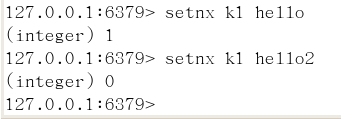 127.0.0.1:6379> setnx k1 hello
(integer) 1
127.0.0.1:6379> setnx k1 hello2
(integer) 0
127.0.0.1:6379>